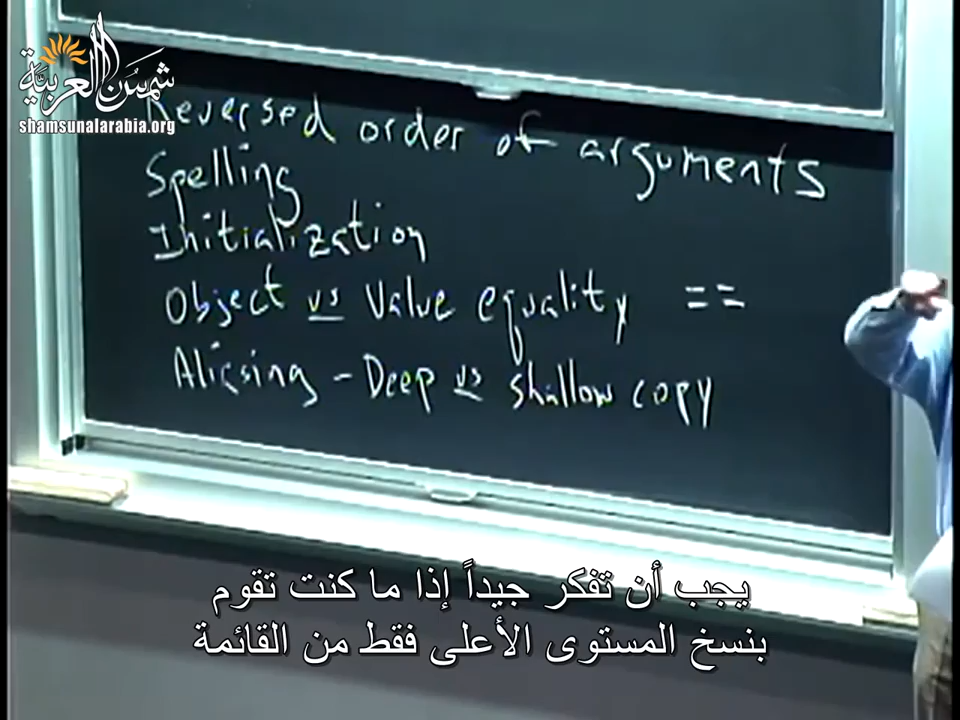 شمس العربية
shamsunalarabia.org
Reversed order of arguments
Spelling
Initialization
Object vs Value equality ==
Aliasing - Deep vs shallow copy
يجب أن تفكر جيداً إذا ما كنت تقوم
بنسخ المستوى الأعلى فقط من القائمة